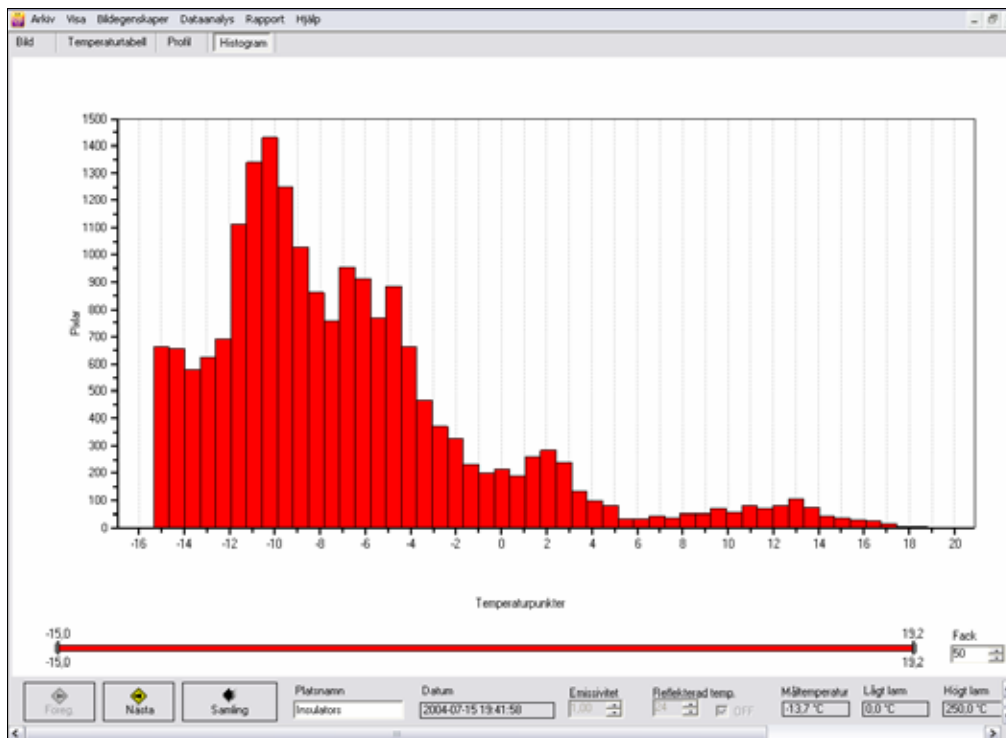 Arkiv Visa Bildegenskaper Dataanalys Rapport Hjälp
Bild Temperaturtabell Profil Histogram
1500
1400
1300
1200
1100
1000
900
800
700
600
500
400
300
200
100
0
Pixlar
-16 -14 -12 -10 -8 -6 -4 -2 0 2 4 6 8 10 12 14 16 18 20
Temperaturpunkter
-15,0 19,2
-15,0 19,2
Fack
50
Foreg. Nästa Samling
Platsnamn
Insulators
Datum
2004-07-15 19:41:58
Emissivitet
1,00
Reflekterad temp.
24 OFF
Måltemperatur
-13,7 °C
Lågt larm
0,0 °C
Högt larm
250,0 °C